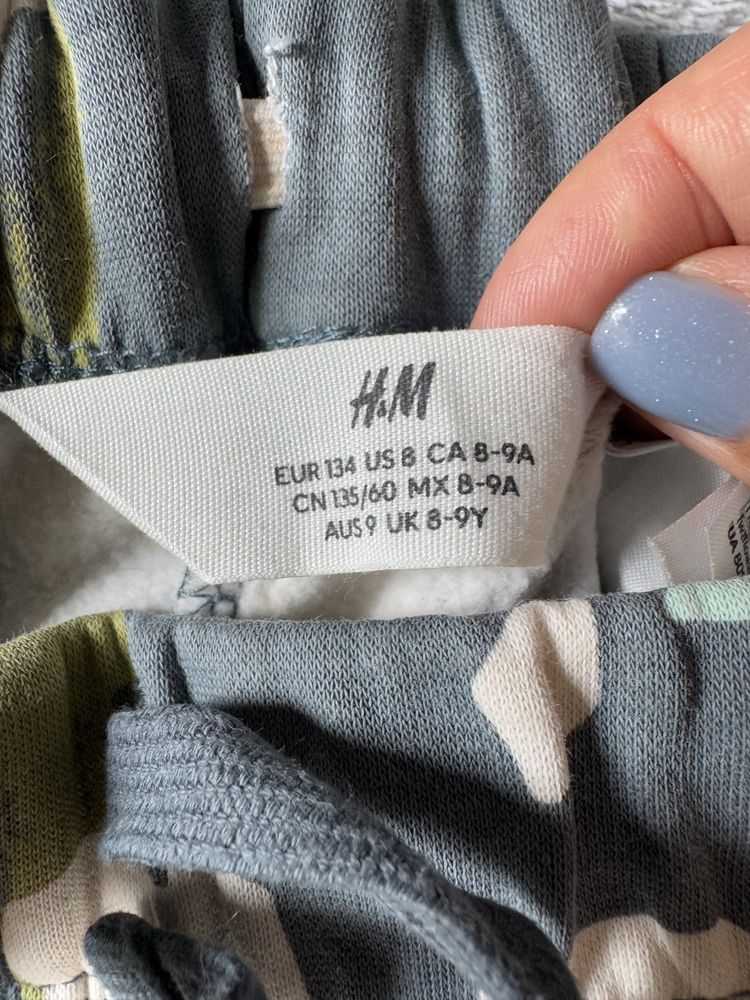 H&M
EUR 134 US 8 CA 8-9A
CN 135/60 MX 8-9A
AUS 9 UK 8-9Y